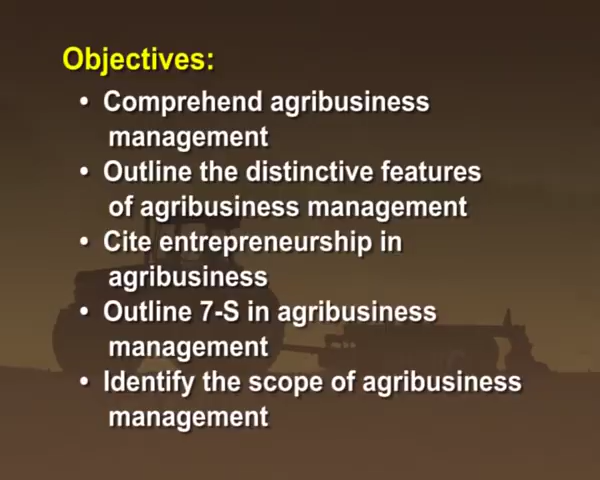 Objectives:
• Comprehend agribusiness
management
• Outline the distinctive features
of agribusiness management
• Cite entrepreneurship in
agribusiness
• Outline 7-S in agribusiness
management
• Identify the scope of agribusiness
management